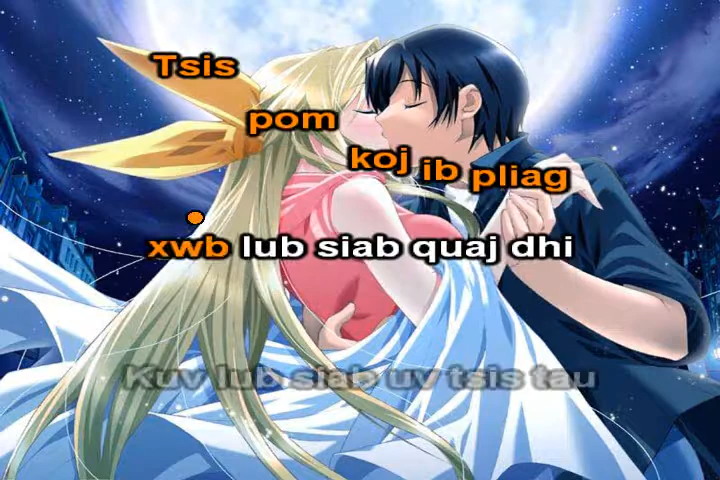 Tsis pom koj ib pliag
xwb lub siab quaj dhi
Kuv lub siab uv tsis tau